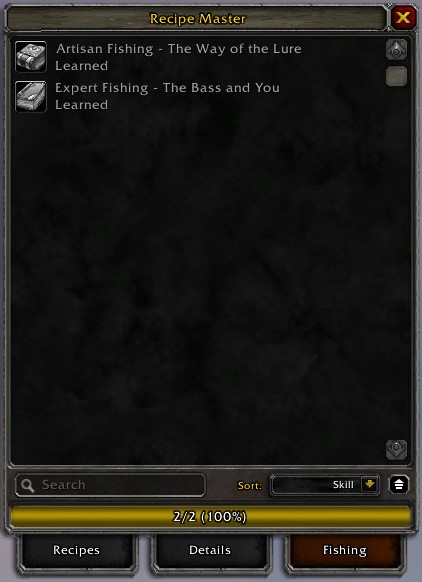 Recipe Master
Artisan Fishing - The Way of the Lure
Learned
Expert Fishing - The Bass and You
Learned
Search
Sort:
Skill
2/2 (100%)
Recipes
Details
Fishing